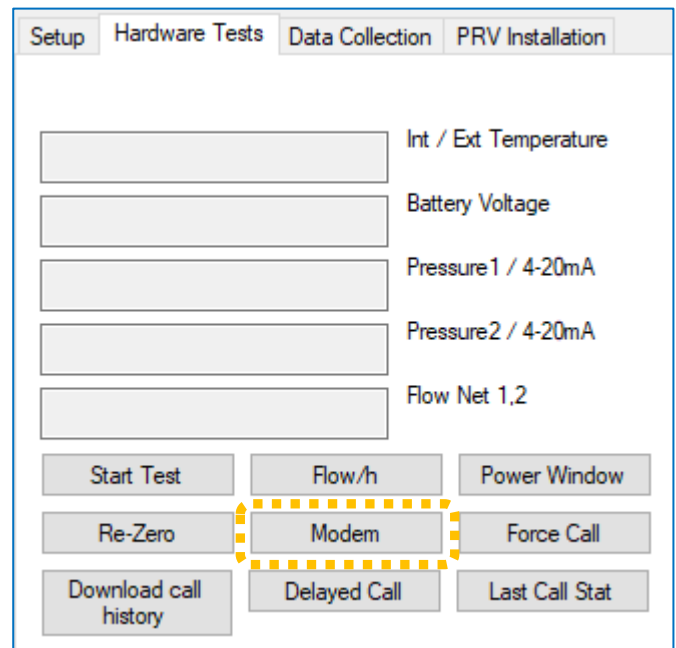 Setup Hardware Tests Data Collection PRV Installation
Int / Ext Temperature
Battery Voltage
Pressure1 / 4-20mA
Pressure2 / 4-20mA
Flow Net 1,2
Start Test Flow/h Power Window
Re-Zero Modem Force Call
Download call
history
Delayed Call Last Call Stat